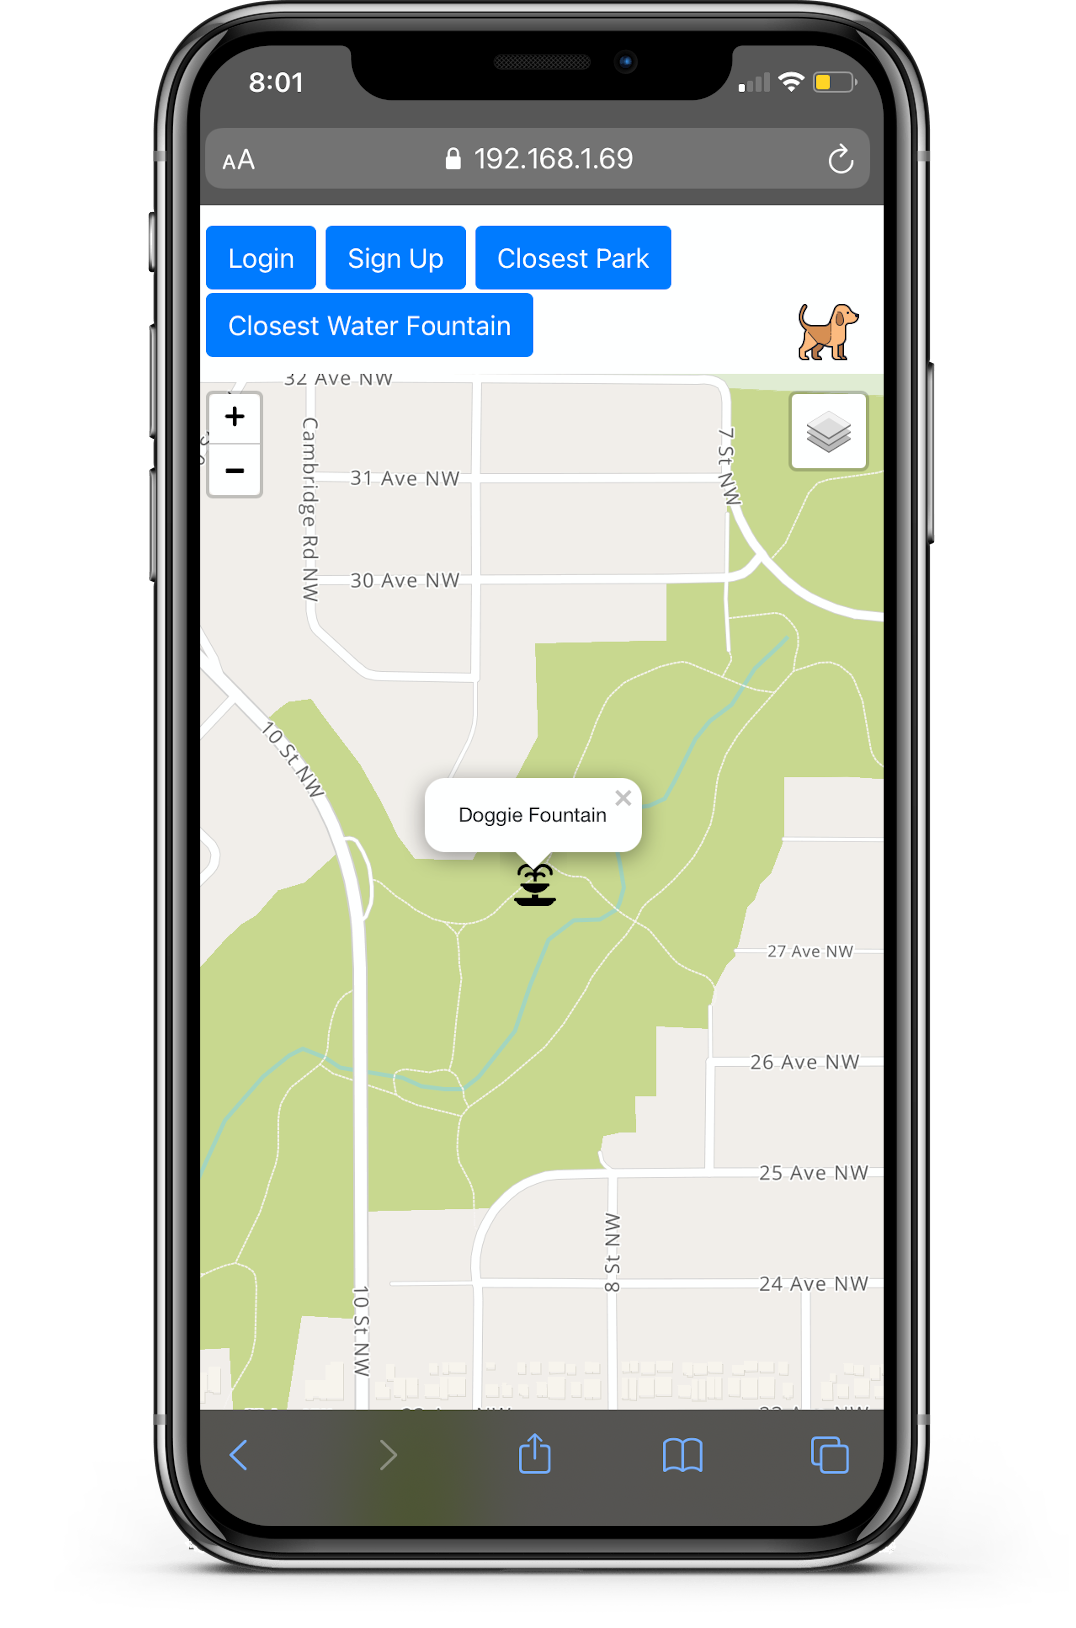 8:01
AA 192.168.1.69
Login Sign Up Closest Park
Closest Water Fountain
32 Ave NW
+
−
Cambridge Rd NW
7 St NW
31 Ave NW
30 Ave NW
10 St NW
Doggie Fountain ×
27 Ave NW
26 Ave NW
25 Ave NW
8 St NW
24 Ave NW
10 St NW